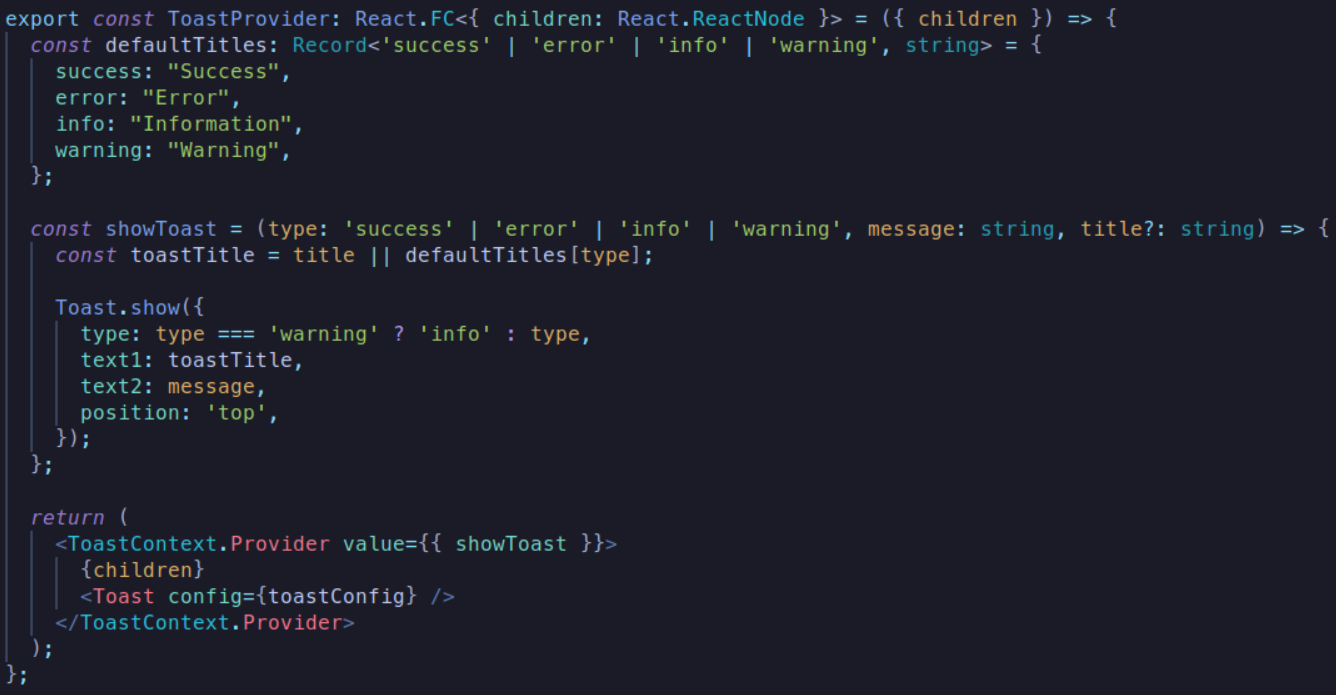 export const ToastProvider: React.FC<{ children: React.ReactNode }> = ({ children }) => {
  const defaultTitles: Record<'success' | 'error' | 'info' | 'warning', string> = {
    success: "Success",
    error: "Error",
    info: "Information",
    warning: "Warning",
  };

  const showToast = (type: 'success' | 'error' | 'info' | 'warning', message: string, title?: string) => {
    const toastTitle = title || defaultTitles[type];

    Toast.show({
      type: type === 'warning' ? 'info' : type,
      text1: toastTitle,
      text2: message,
      position: 'top',
    });
  };

  return (
    <ToastContext.Provider value={{ showToast }}>
      {children}
      <Toast config={toastConfig} />
    </ToastContext.Provider>
  );
};